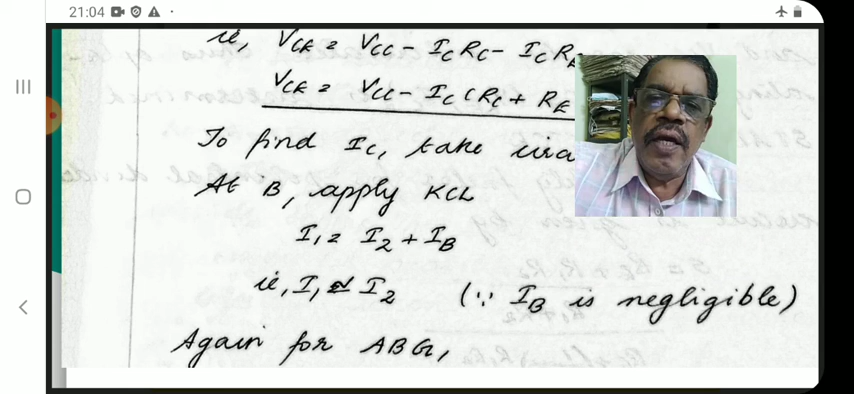 21:04
ie, VCE = VCC - ICRC - ICRE
VCE = VCC - IC (RC + RE
To find IC, take
At B, apply KCL
I1 = I2 + IB
ie, I1 ≃ I2 (∵ IB is negligible)
Again for ABG,